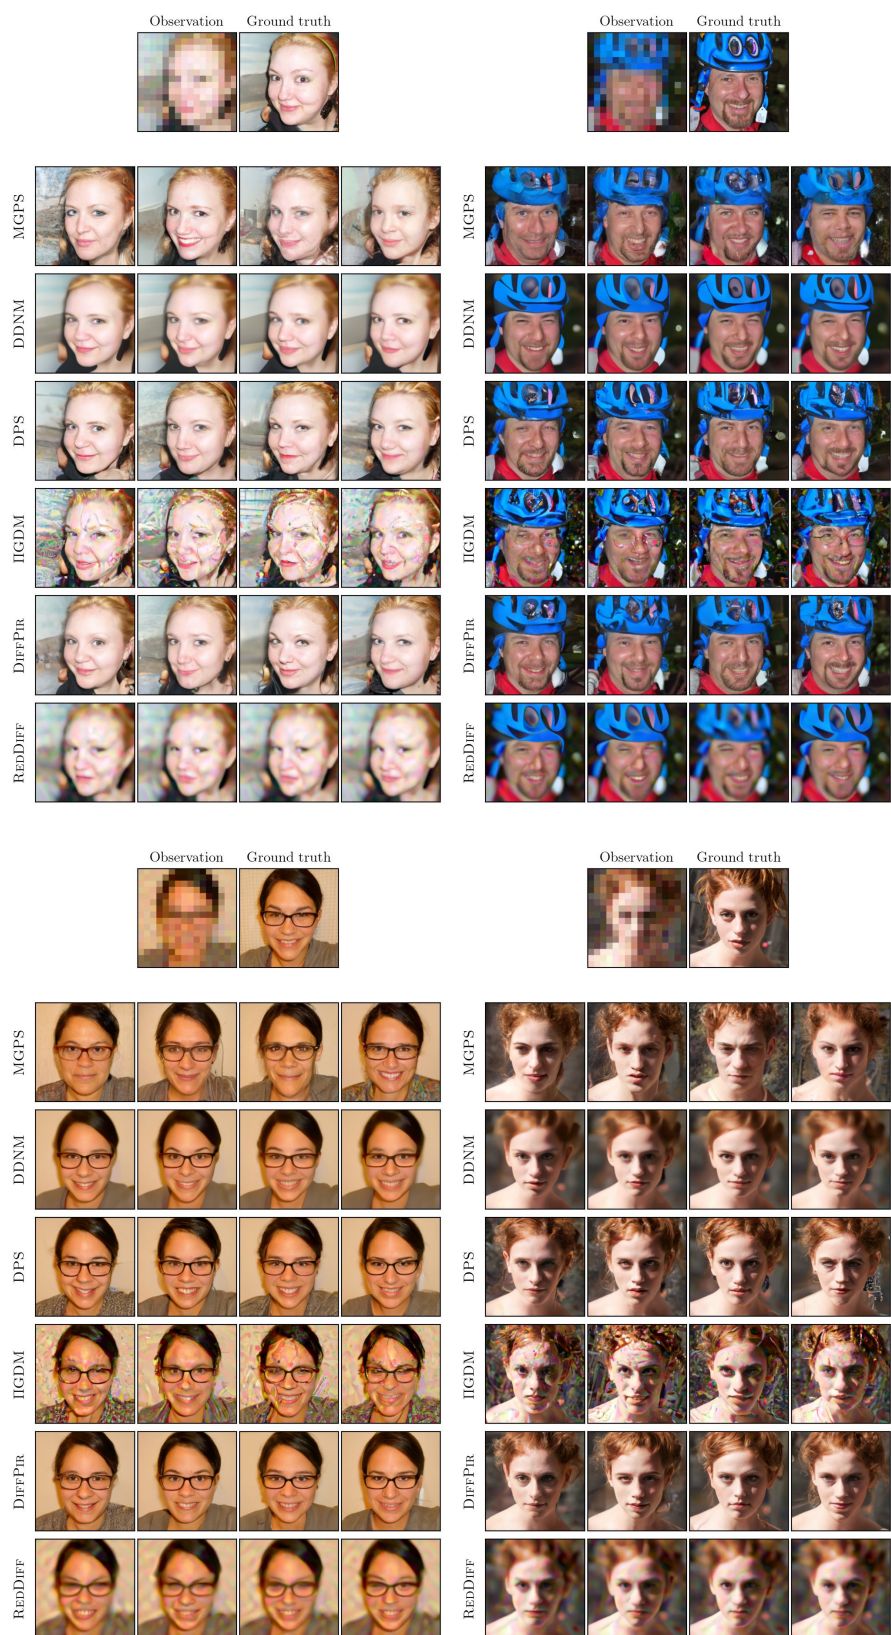 Observation Ground truth
Observation Ground truth
MGPS
DDNM
DPS
ΠGDM
DiffPir
RedDiff
MGPS
DDNM
DPS
ΠGDM
DiffPir
RedDiff
Observation Ground truth
Observation Ground truth
MGPS
DDNM
DPS
ΠGDM
DiffPir
RedDiff
MGPS
DDNM
DPS
ΠGDM
DiffPir
RedDiff